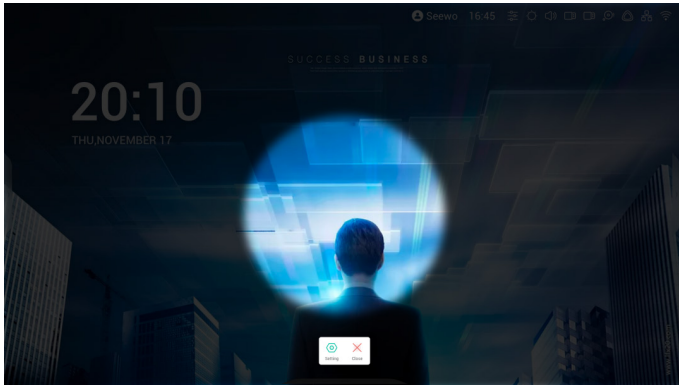 Seewo 16:45
SUCCESS BUSINESS
20:10
THU,NOVEMBER 17
Setting Close